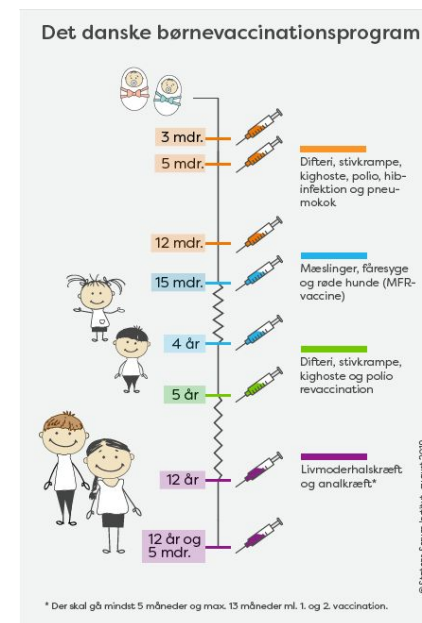 Det danske børnevaccinationsprogram
3 mdr.
5 mdr.
Difteri, stivkrampe,
kighoste, polio, hib-
infektion og pneu-
mokok
12 mdr.
15 mdr.
Mæslinger, fåresyge
og røde hunde (MFR-
vaccine)
4 år
5 år
Difteri, stivkrampe,
kighoste og polio
revaccination
12 år
Livmoderhalskræft
og analkræft*
12 år og
5 mdr.
* Der skal gå mindst 5 måneder og max. 13 måneder ml. 1. og 2. vaccination.